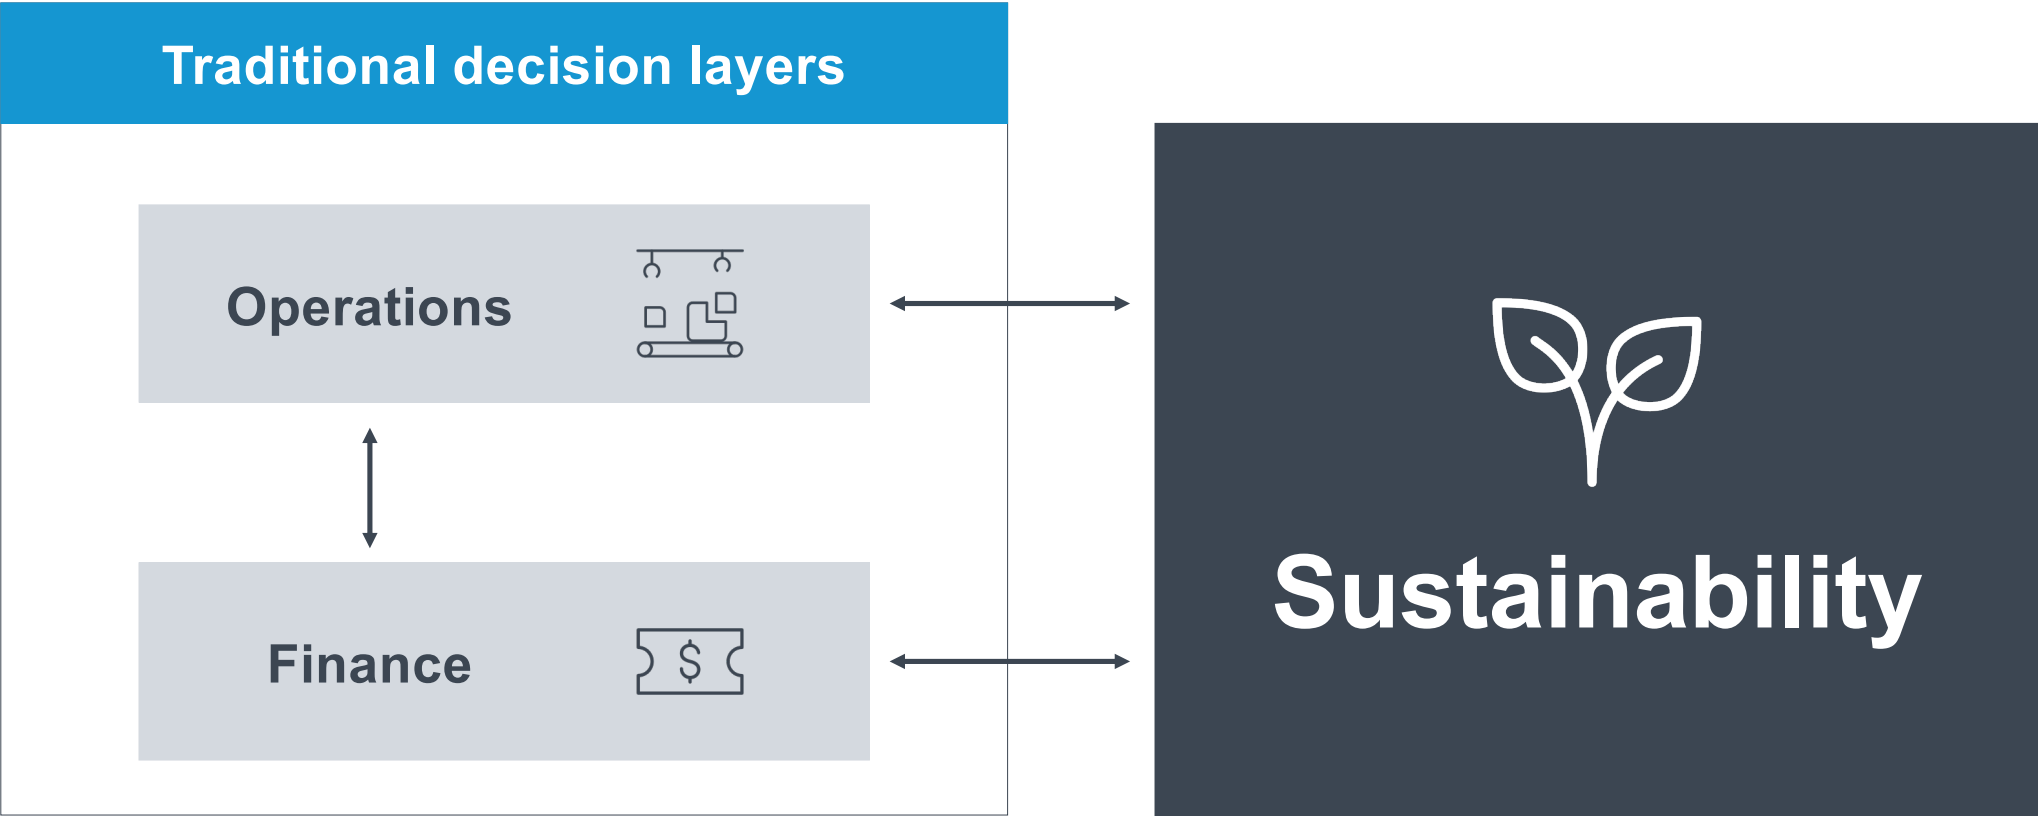 Traditional decision layers
Operations
Finance
$
Sustainability